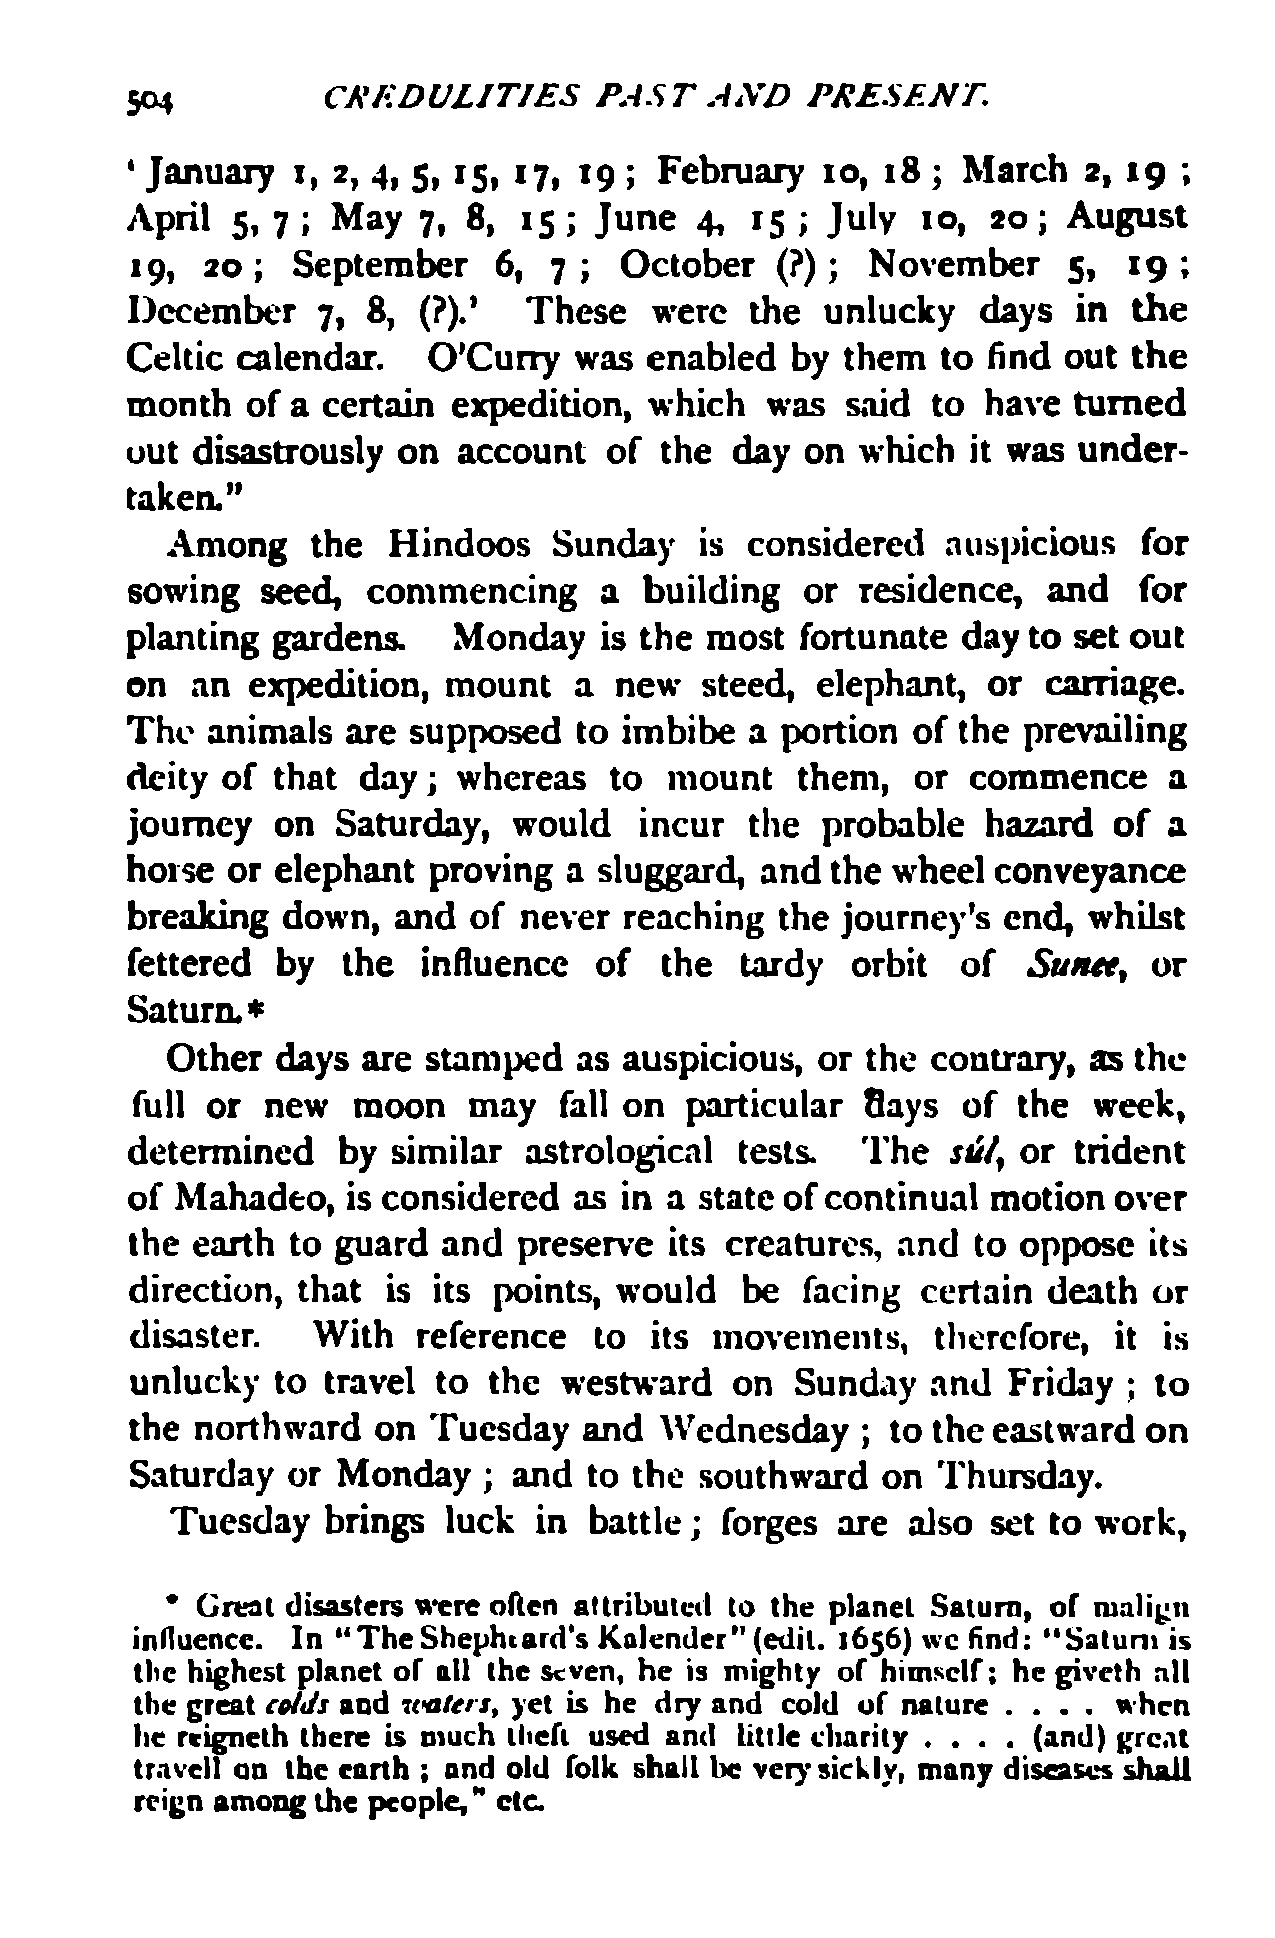 504 CREDULITIES PAST AND PRESENT.
‘January 1, 2, 4, 5, 15, 17, 19 ; February 10, 18 ; March 2, 19 ;
April 5, 7 ; May 7, 8, 15 ; June 4, 15 ; July 10, 20 ; August
19, 20 ; September 6, 7 ; October (?) ; November 5, 19 ;
December 7, 8, (?).’ These were the unlucky days in the
Celtic calendar. O’Curry was enabled by them to find out the
month of a certain expedition, which was said to have turned
out disastrously on account of the day on which it was under-
taken.”
Among the Hindoos Sunday is considered auspicious for
sowing seed, commencing a building or residence, and for
planting gardens. Monday is the most fortunate day to set out
on an expedition, mount a new steed, elephant, or carriage.
The animals are supposed to imbibe a portion of the prevailing
deity of that day ; whereas to mount them, or commence a
journey on Saturday, would incur the probable hazard of a
horse or elephant proving a sluggard, and the wheel conveyance
breaking down, and of never reaching the journey’s end, whilst
fettered by the influence of the tardy orbit of Sunee, or
Saturn.*
Other days are stamped as auspicious, or the contrary, as the
full or new moon may fall on particular days of the week,
determined by similar astrological tests. The súl, or trident
of Mahadeo, is considered as in a state of continual motion over
the earth to guard and preserve its creatures, and to oppose its
direction, that is its points, would be facing certain death or
disaster. With reference to its movements, therefore, it is
unlucky to travel to the westward on Sunday and Friday ; to
the northward on Tuesday and Wednesday ; to the eastward on
Saturday or Monday ; and to the southward on Thursday.
Tuesday brings luck in battle ; forges are also set to work,
* Great disasters were often attributed to the planet Saturn, of malign
influence. In “The Shepheard’s Kalender” (edit. 1656) we find: “Saturn is
the highest planet of all the seven, he is mighty of himself; he giveth all
the great colds and waters, yet is he dry and cold of nature . . . . when
he reigneth there is much theft used and little charity . . . . (and) great
travell on the earth ; and old folk shall be very sickly, many diseases shall
reign among the people,” etc.